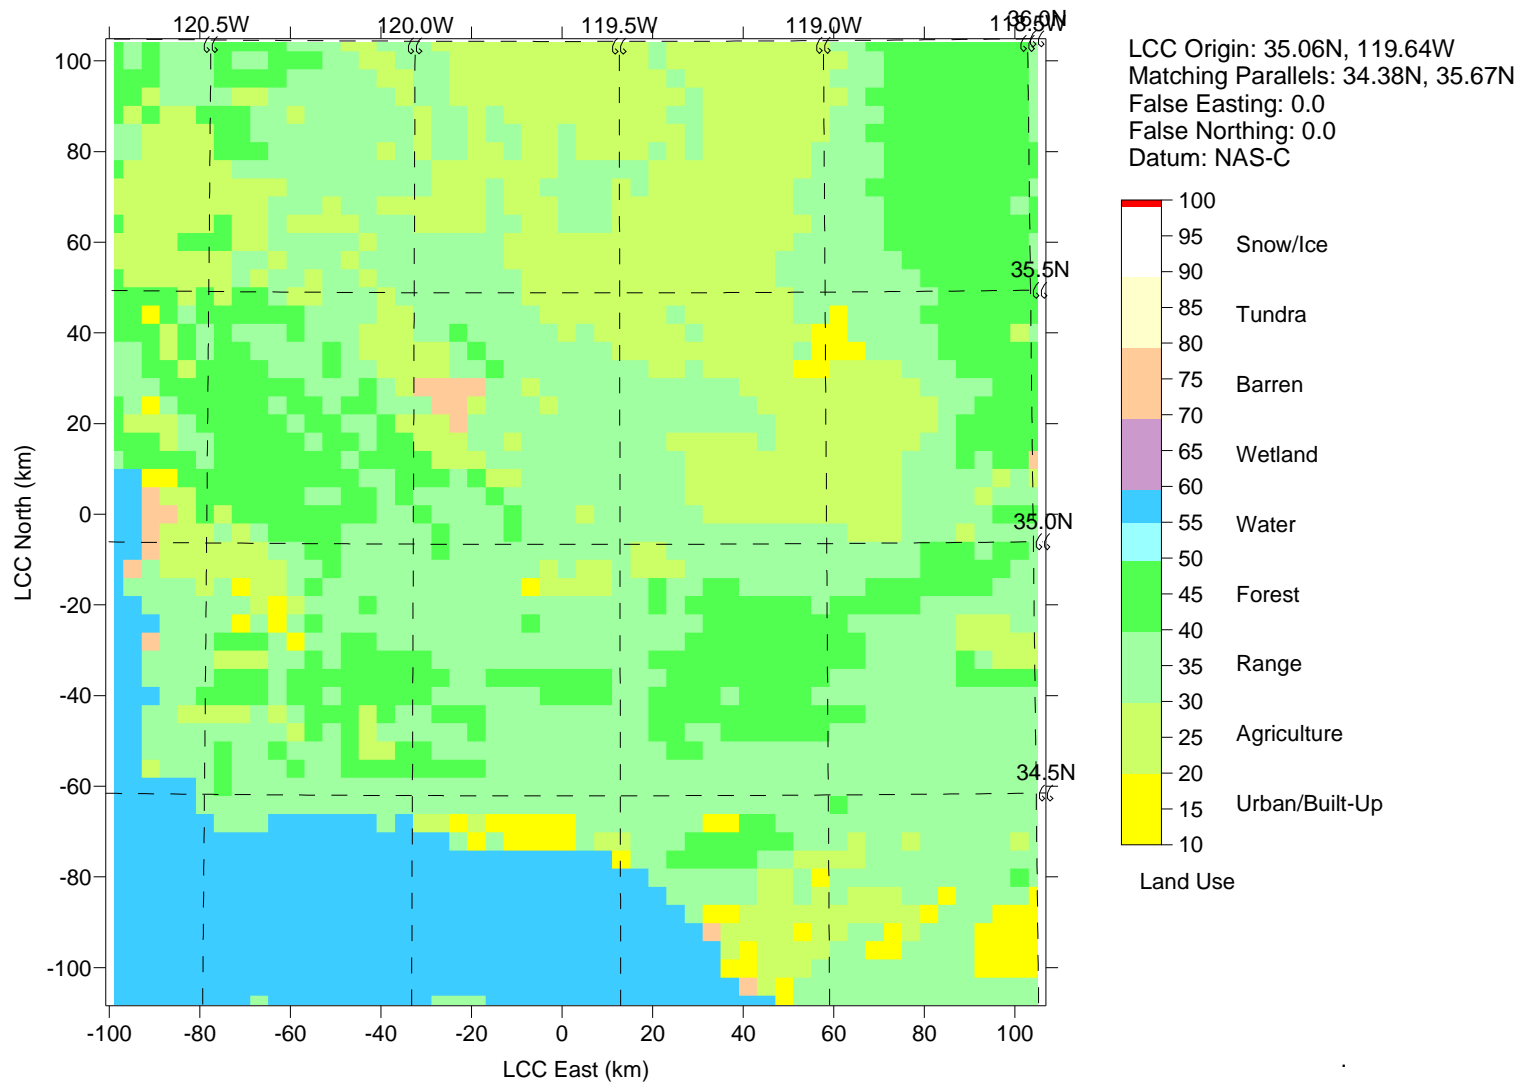 120.5W 120.0W 119.5W 119.0W 118.5W
36.0N
LCC Origin: 35.06N, 119.64W
Matching Parallels: 34.38N, 35.67N
False Easting: 0.0
False Northing: 0.0
Datum: NAS-C
100
80
60
40
20
0
-20
-40
-60
-80
-100
LCC North (km)
35.5N
35.0N
34.5N
-100 -80 -60 -40 -20 0 20 40 60 80 100
LCC East (km)
100
95 Snow/Ice
90
85 Tundra
80
75 Barren
70
65 Wetland
60
55 Water
50
45 Forest
40
35 Range
30
25 Agriculture
20
15 Urban/Built-Up
10
Land Use
.